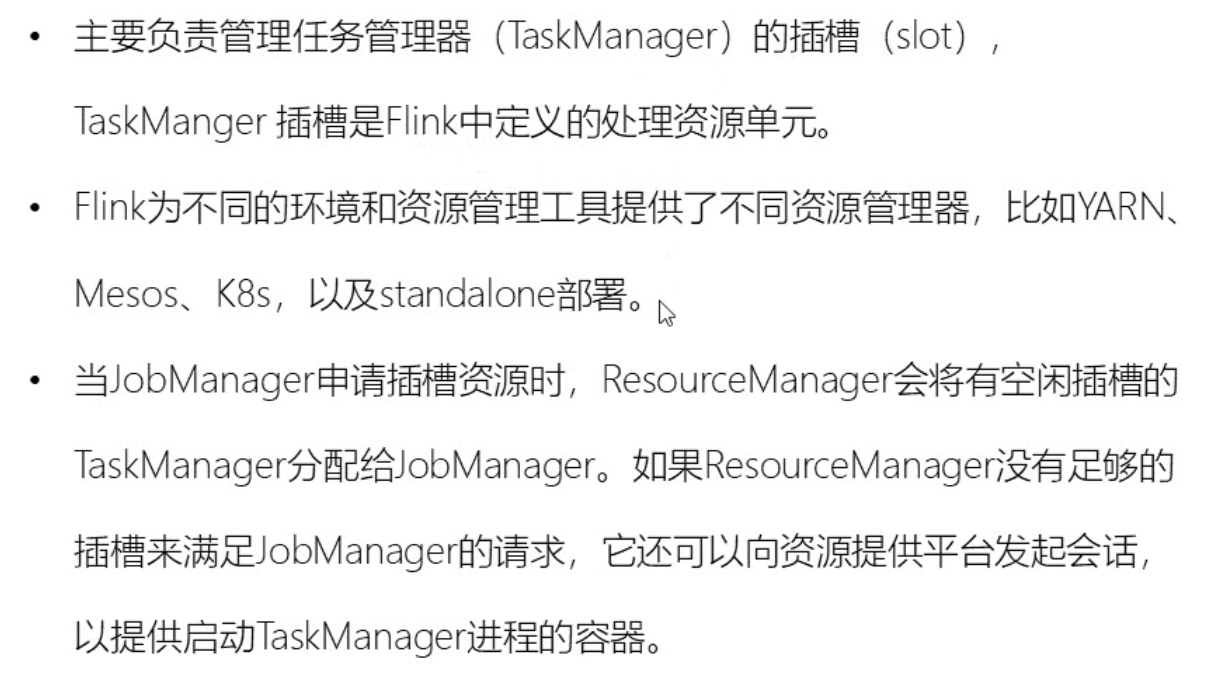 • 主要负责管理任务管理器（TaskManager）的插槽（slot），
TaskManger 插槽是Flink中定义的处理资源单元。
• Flink为不同的环境和资源管理工具提供了不同资源管理器，比如YARN、
Mesos、K8s，以及standalone部署。
• 当JobManager申请插槽资源时，ResourceManager会将有空闲插槽的
TaskManager分配给JobManager。如果ResourceManager没有足够的
插槽来满足JobManager的请求，它还可以向资源提供平台发起会话，
以提供启动TaskManager进程的容器。